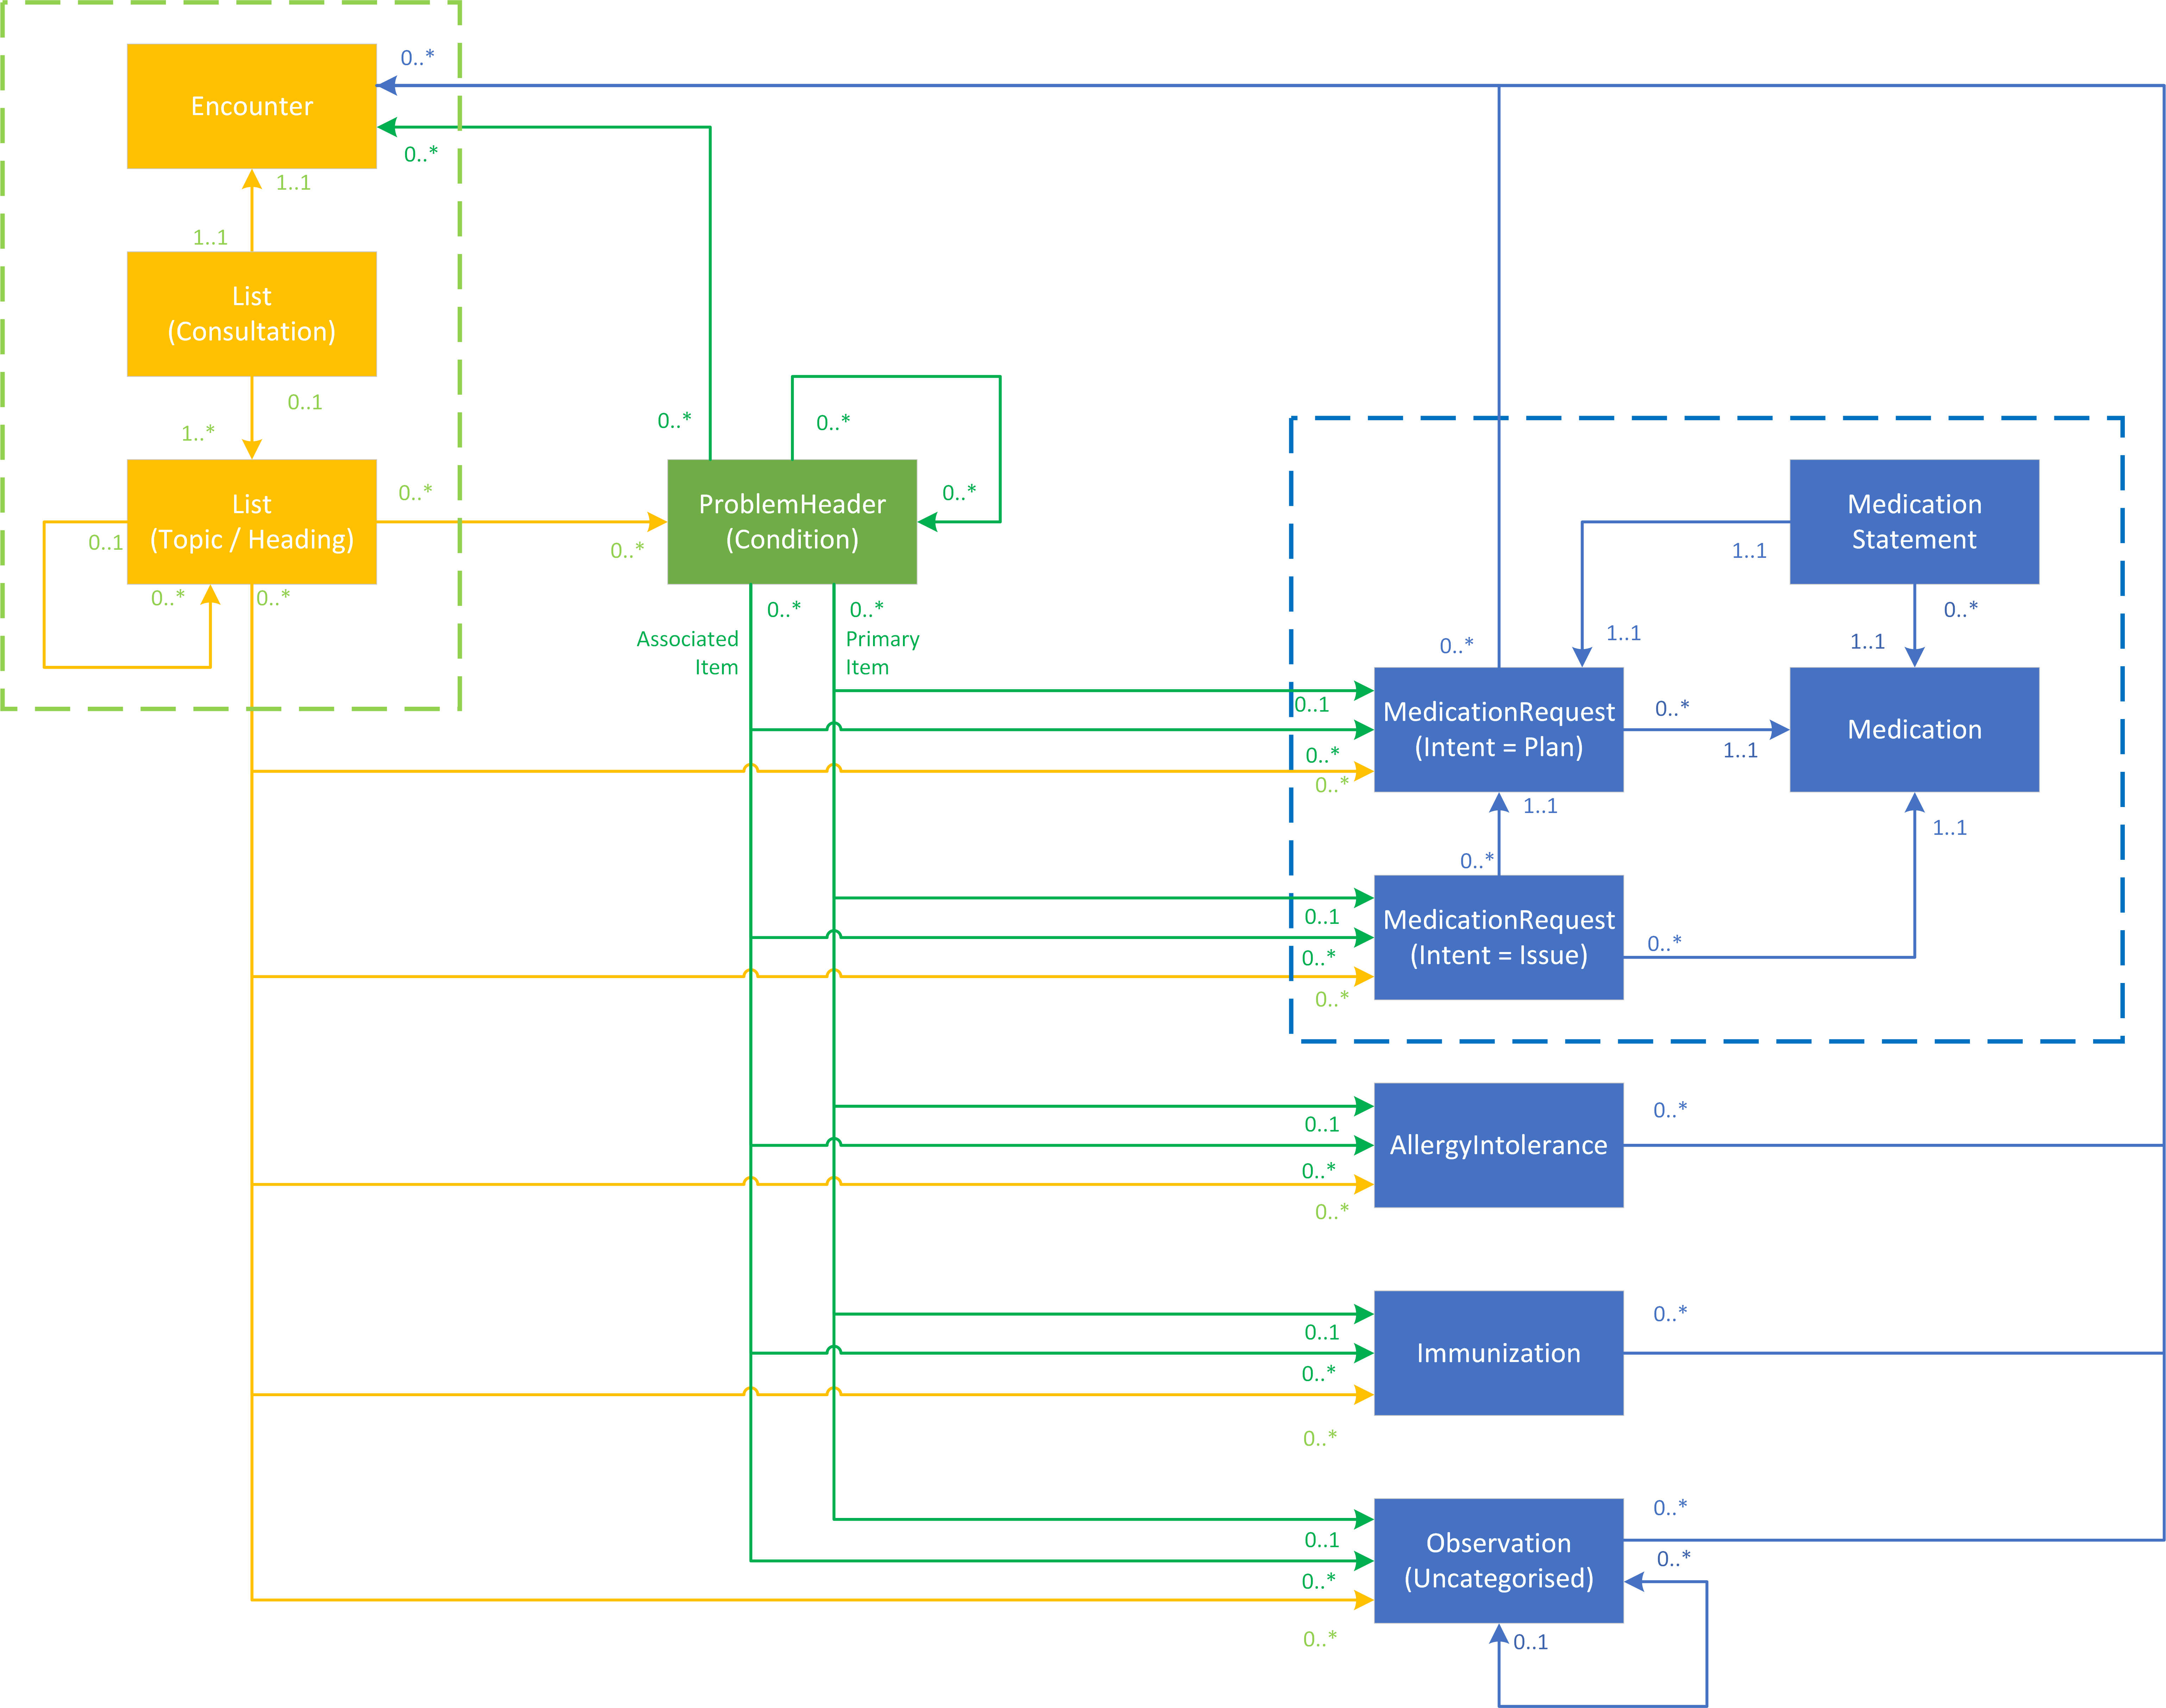 0..*
Encounter
0..*
1..1
1..1
List
(Consultation)
0..1
1..*
0..*
0..*
List
(Topic / Heading)
0..*
0..1
0..*
0..*
0..*
ProblemHeader
(Condition)
0..*
0..*
0..*
0..*
Associated
Item
Primary
Item
Medication
Statement
1..1
0..*
1..1
1..1
0..*
0..1
MedicationRequest
(Intent = Plan)
0..*
1..1
Medication
0..*
0..*
1..1
1..1
0..*
MedicationRequest
(Intent = Issue)
0..1
0..*
0..*
0..*
AllergyIntolerance
0..*
0..1
0..*
0..*
Immunization
0..*
0..1
0..*
0..*
Observation
(Uncategorised)
0..*
0..1
0..*
0..*
0..*
0..1